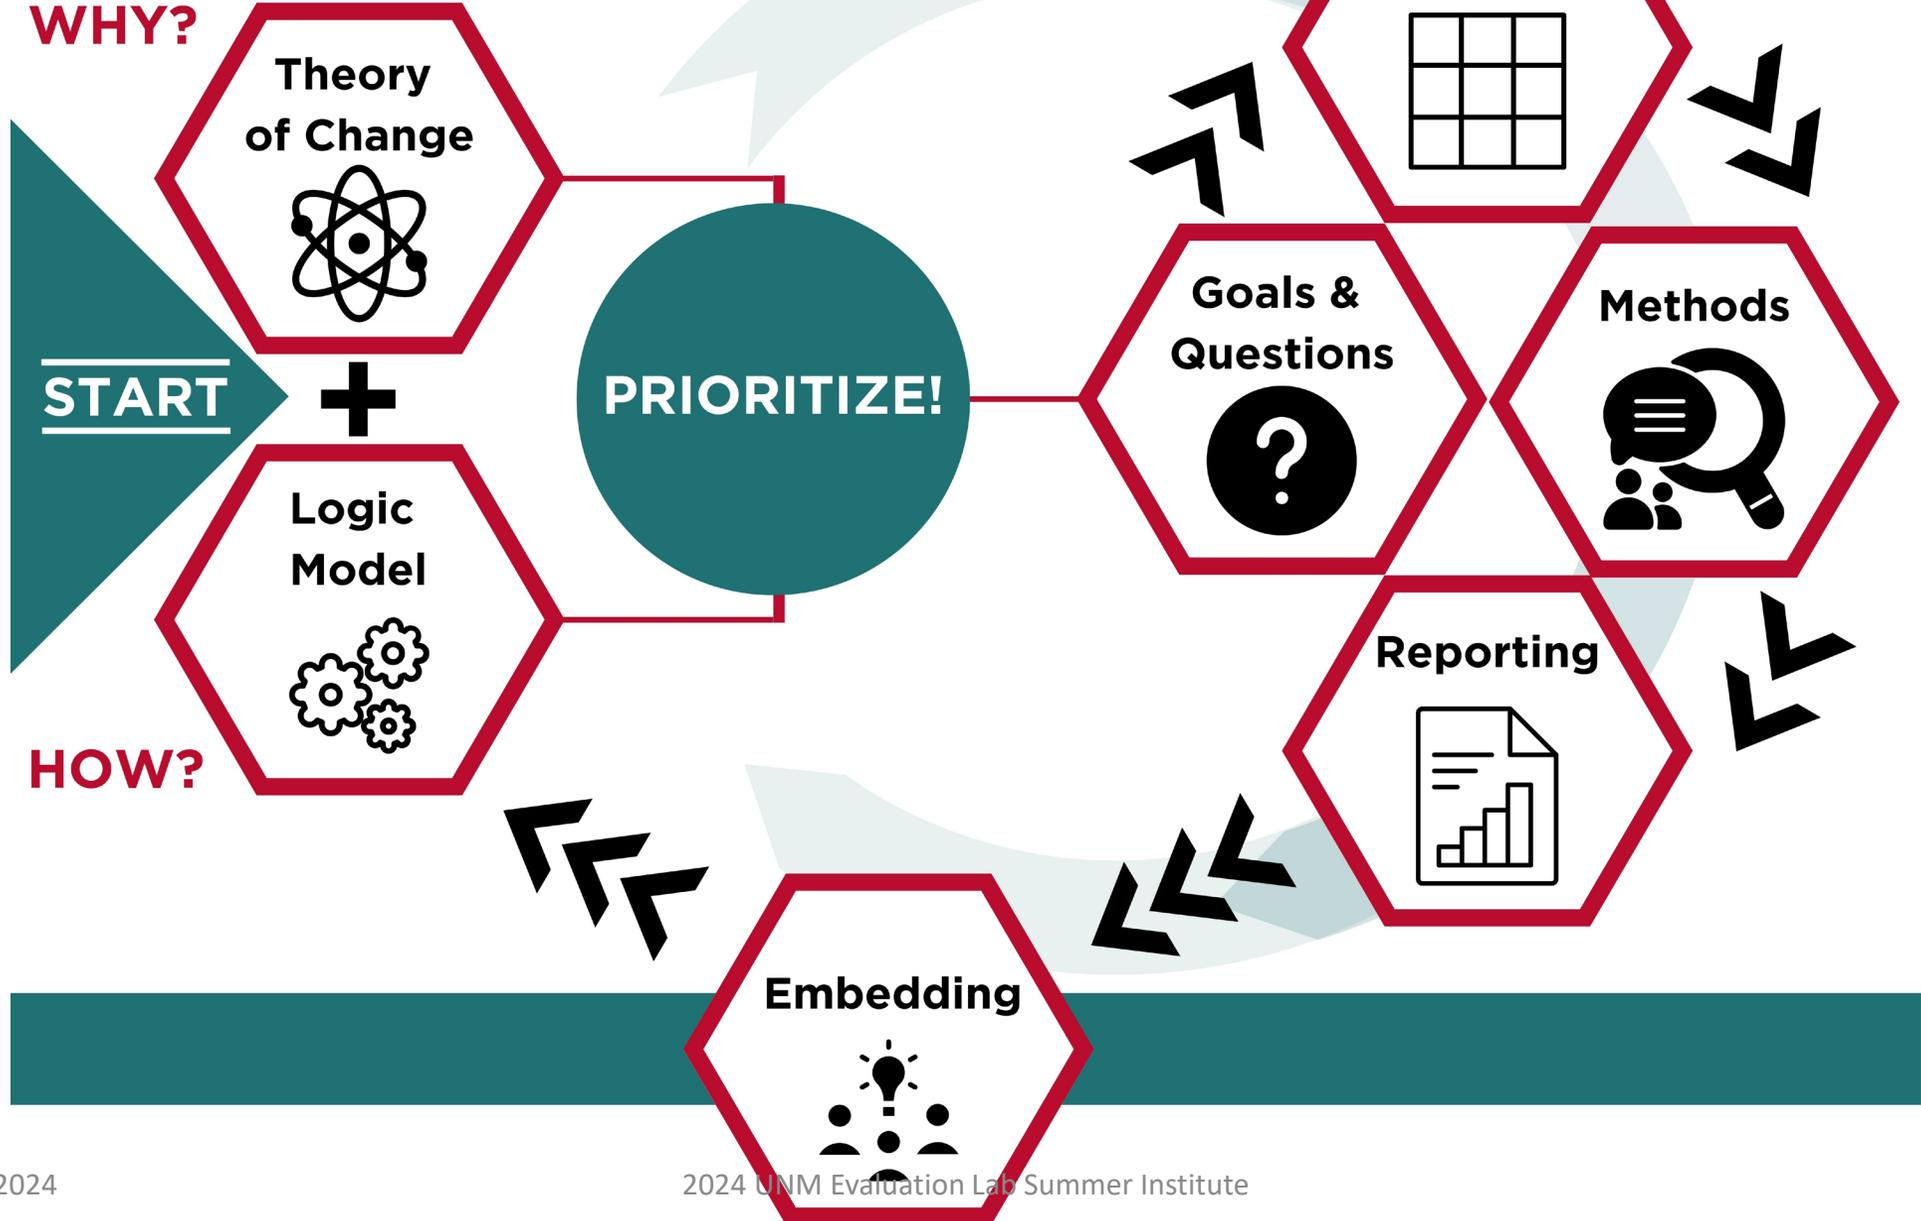 WHY?
Theory
of Change
START
Logic
Model
HOW?
PRIORITIZE!
Goals &
Questions
Methods
Reporting
Embedding
2024
2024 UNM Evaluation Lab Summer Institute